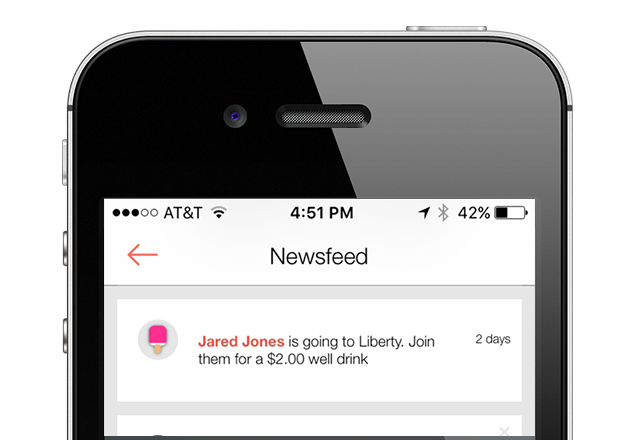 AT&T 4:51 PM 42%
Newsfeed
Jared Jones is going to Liberty. Join 2 days
them for a $2.00 well drink